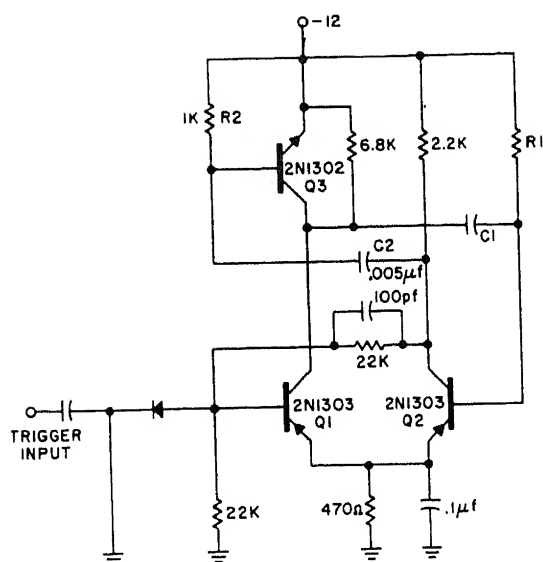 -12
1K R2
6.8K
2.2K
R1
2N1302
Q3
C1
C2
.005µf
100pf
22K
2N1303
Q1
2N1303
Q2
TRIGGER
INPUT
22K
470Ω
.1µf